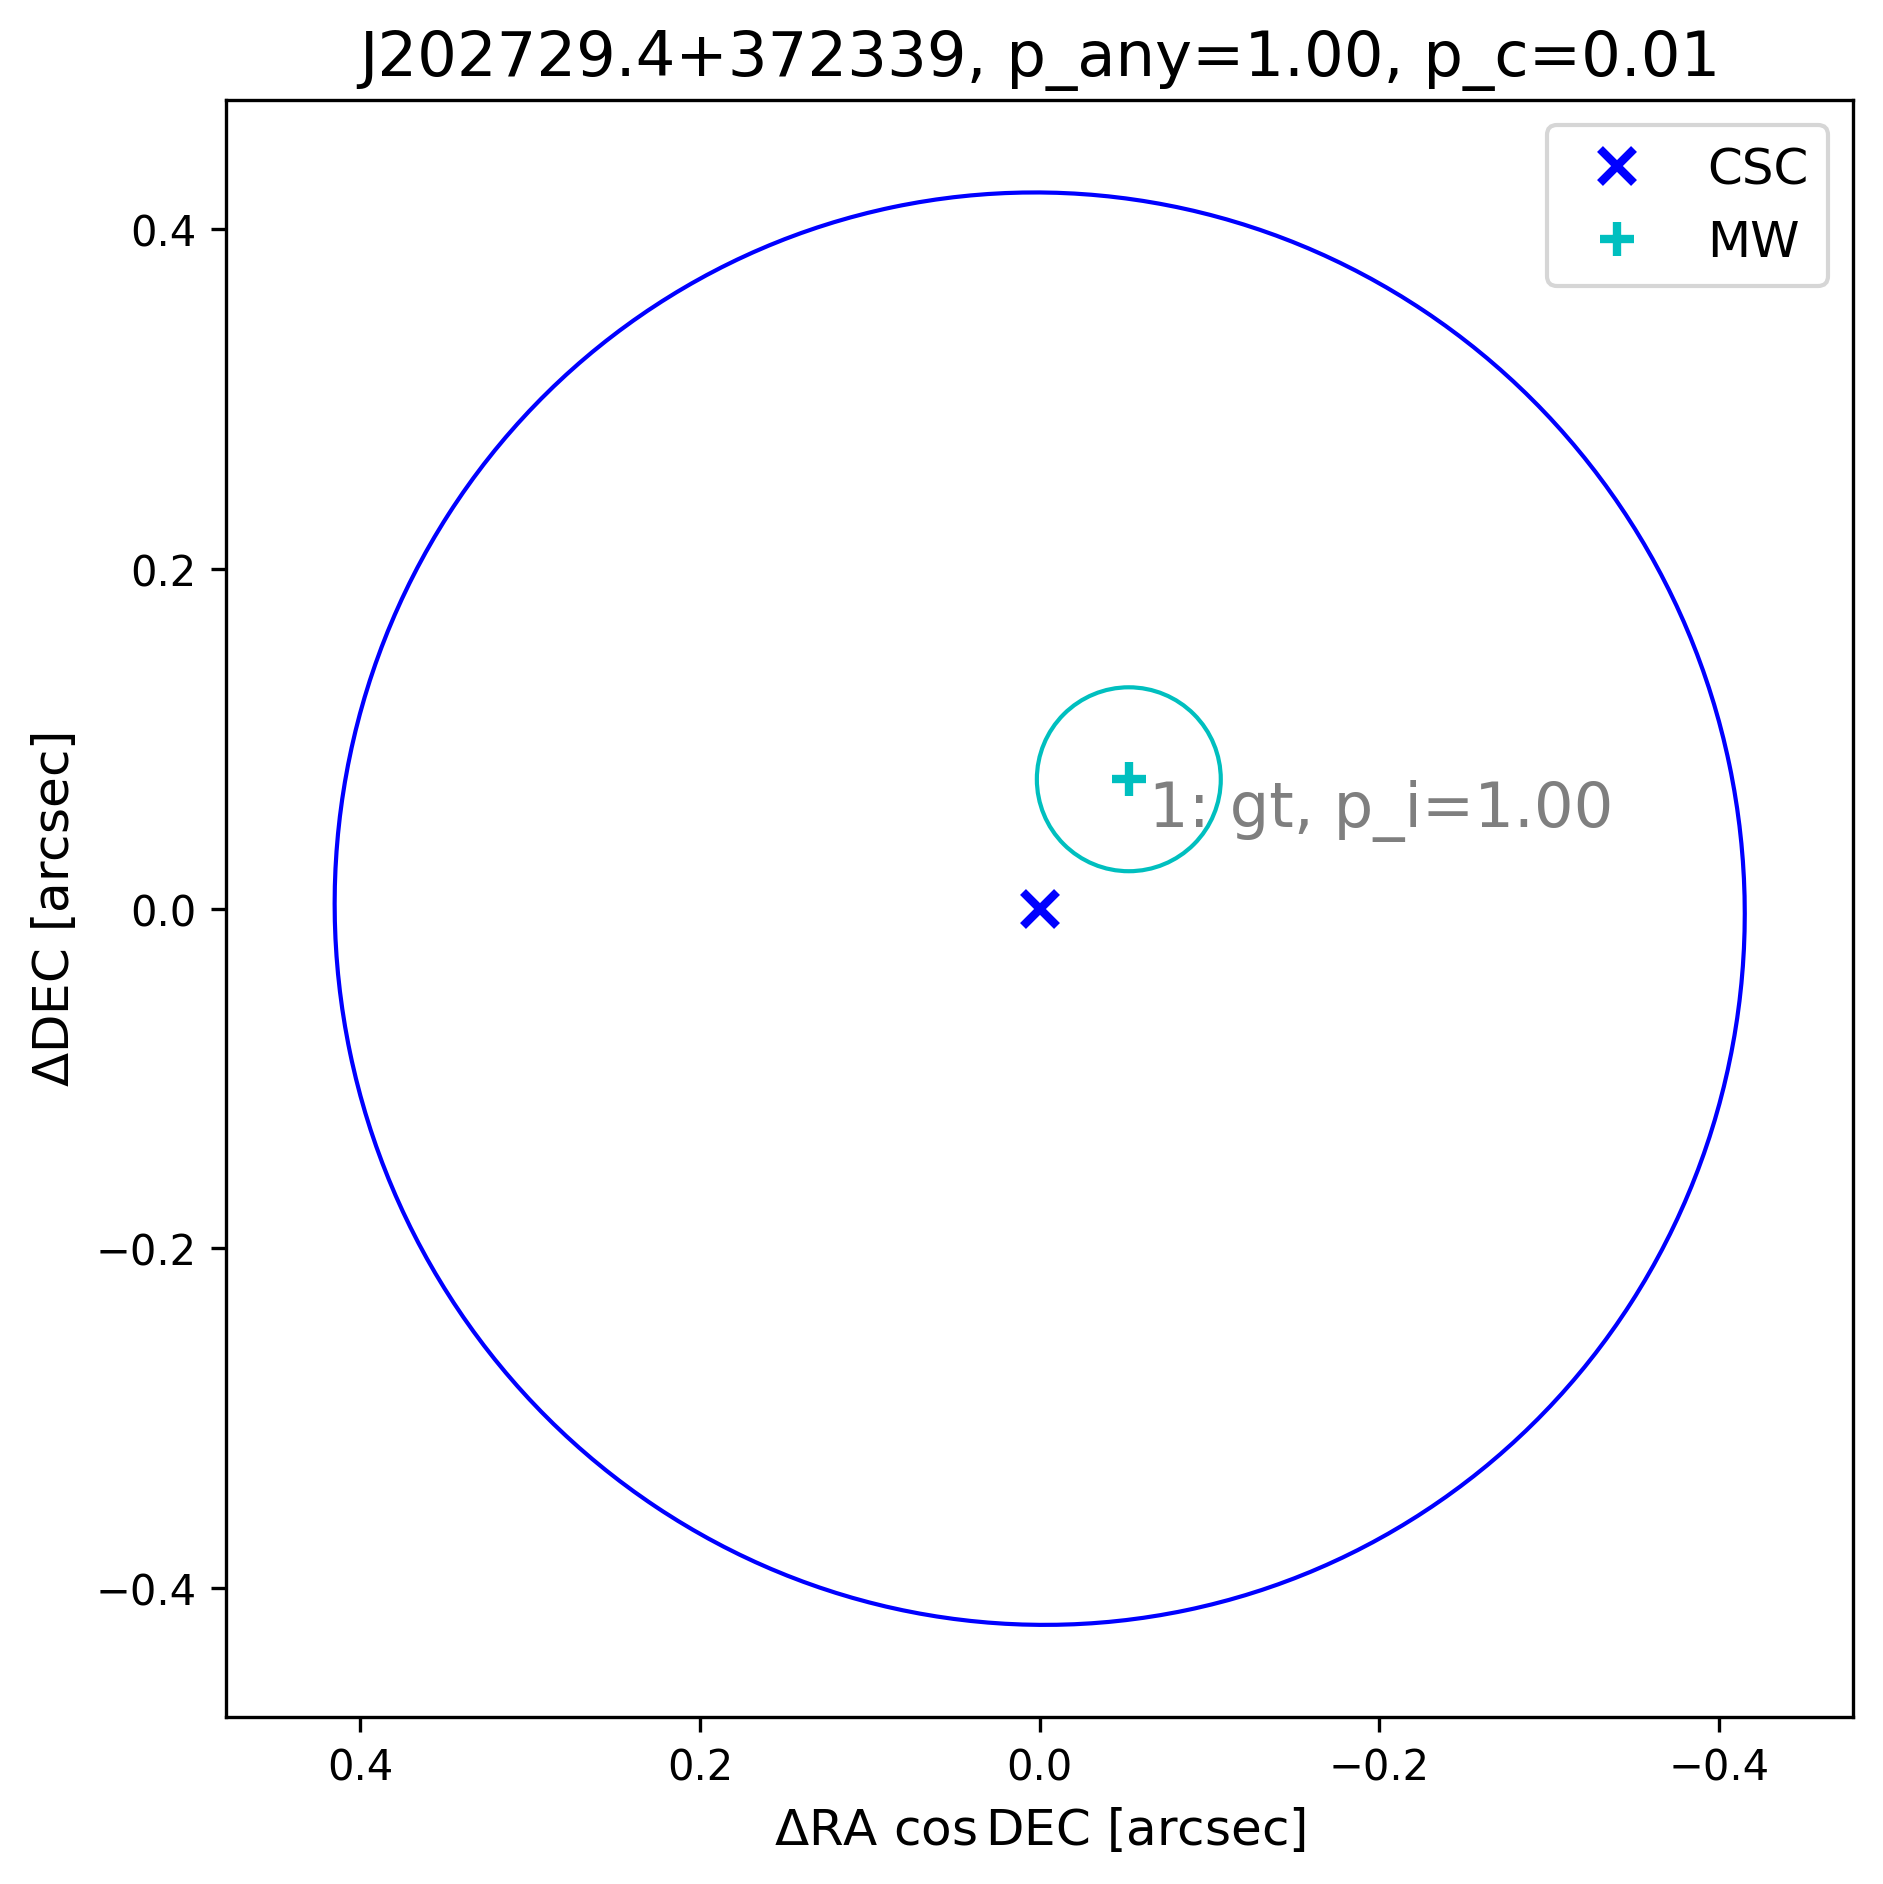 J202729.4+372339, p_any=1.00, p_c=0.01
CSC
MW
0.4
0.2
0.0
−0.2
−0.4
ΔDEC [arcsec]
1: gt, p_i=1.00
0.4 0.2 0.0 −0.2 −0.4
ΔRA cos DEC [arcsec]